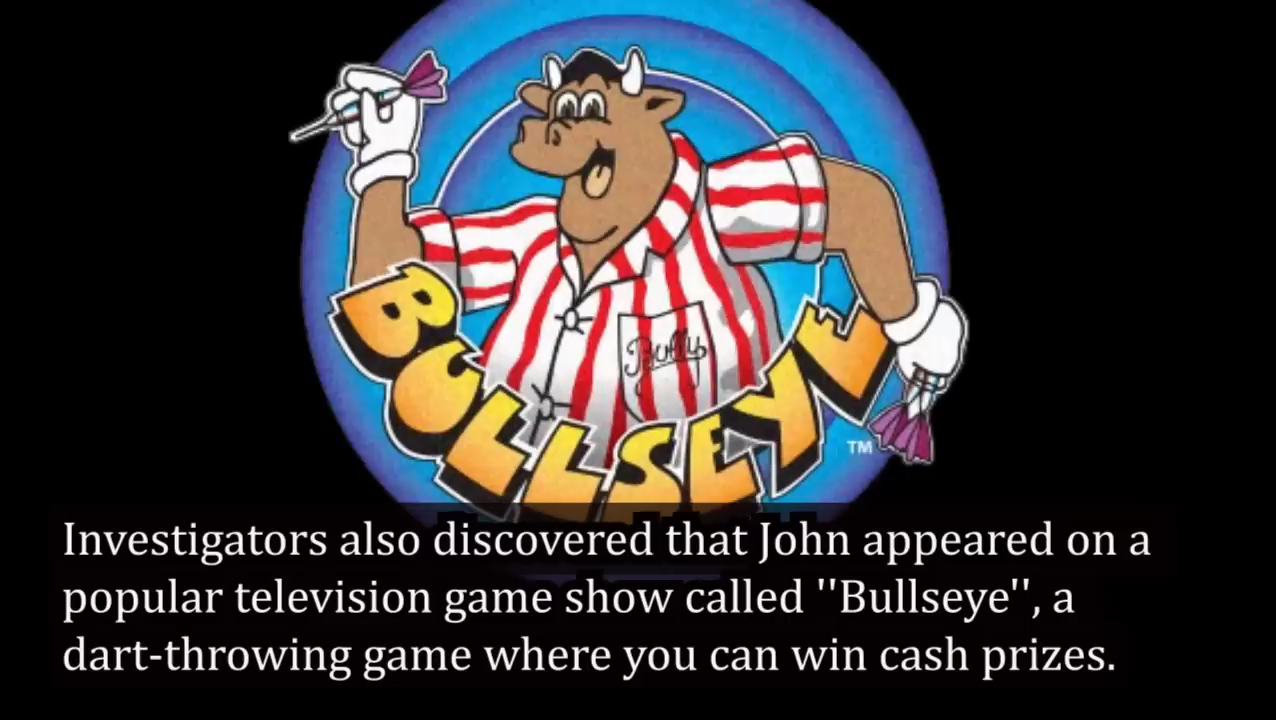 Bully
BULLSEYE
TM
Investigators also discovered that John appeared on a
popular television game show called ''Bullseye'', a
dart-throwing game where you can win cash prizes.